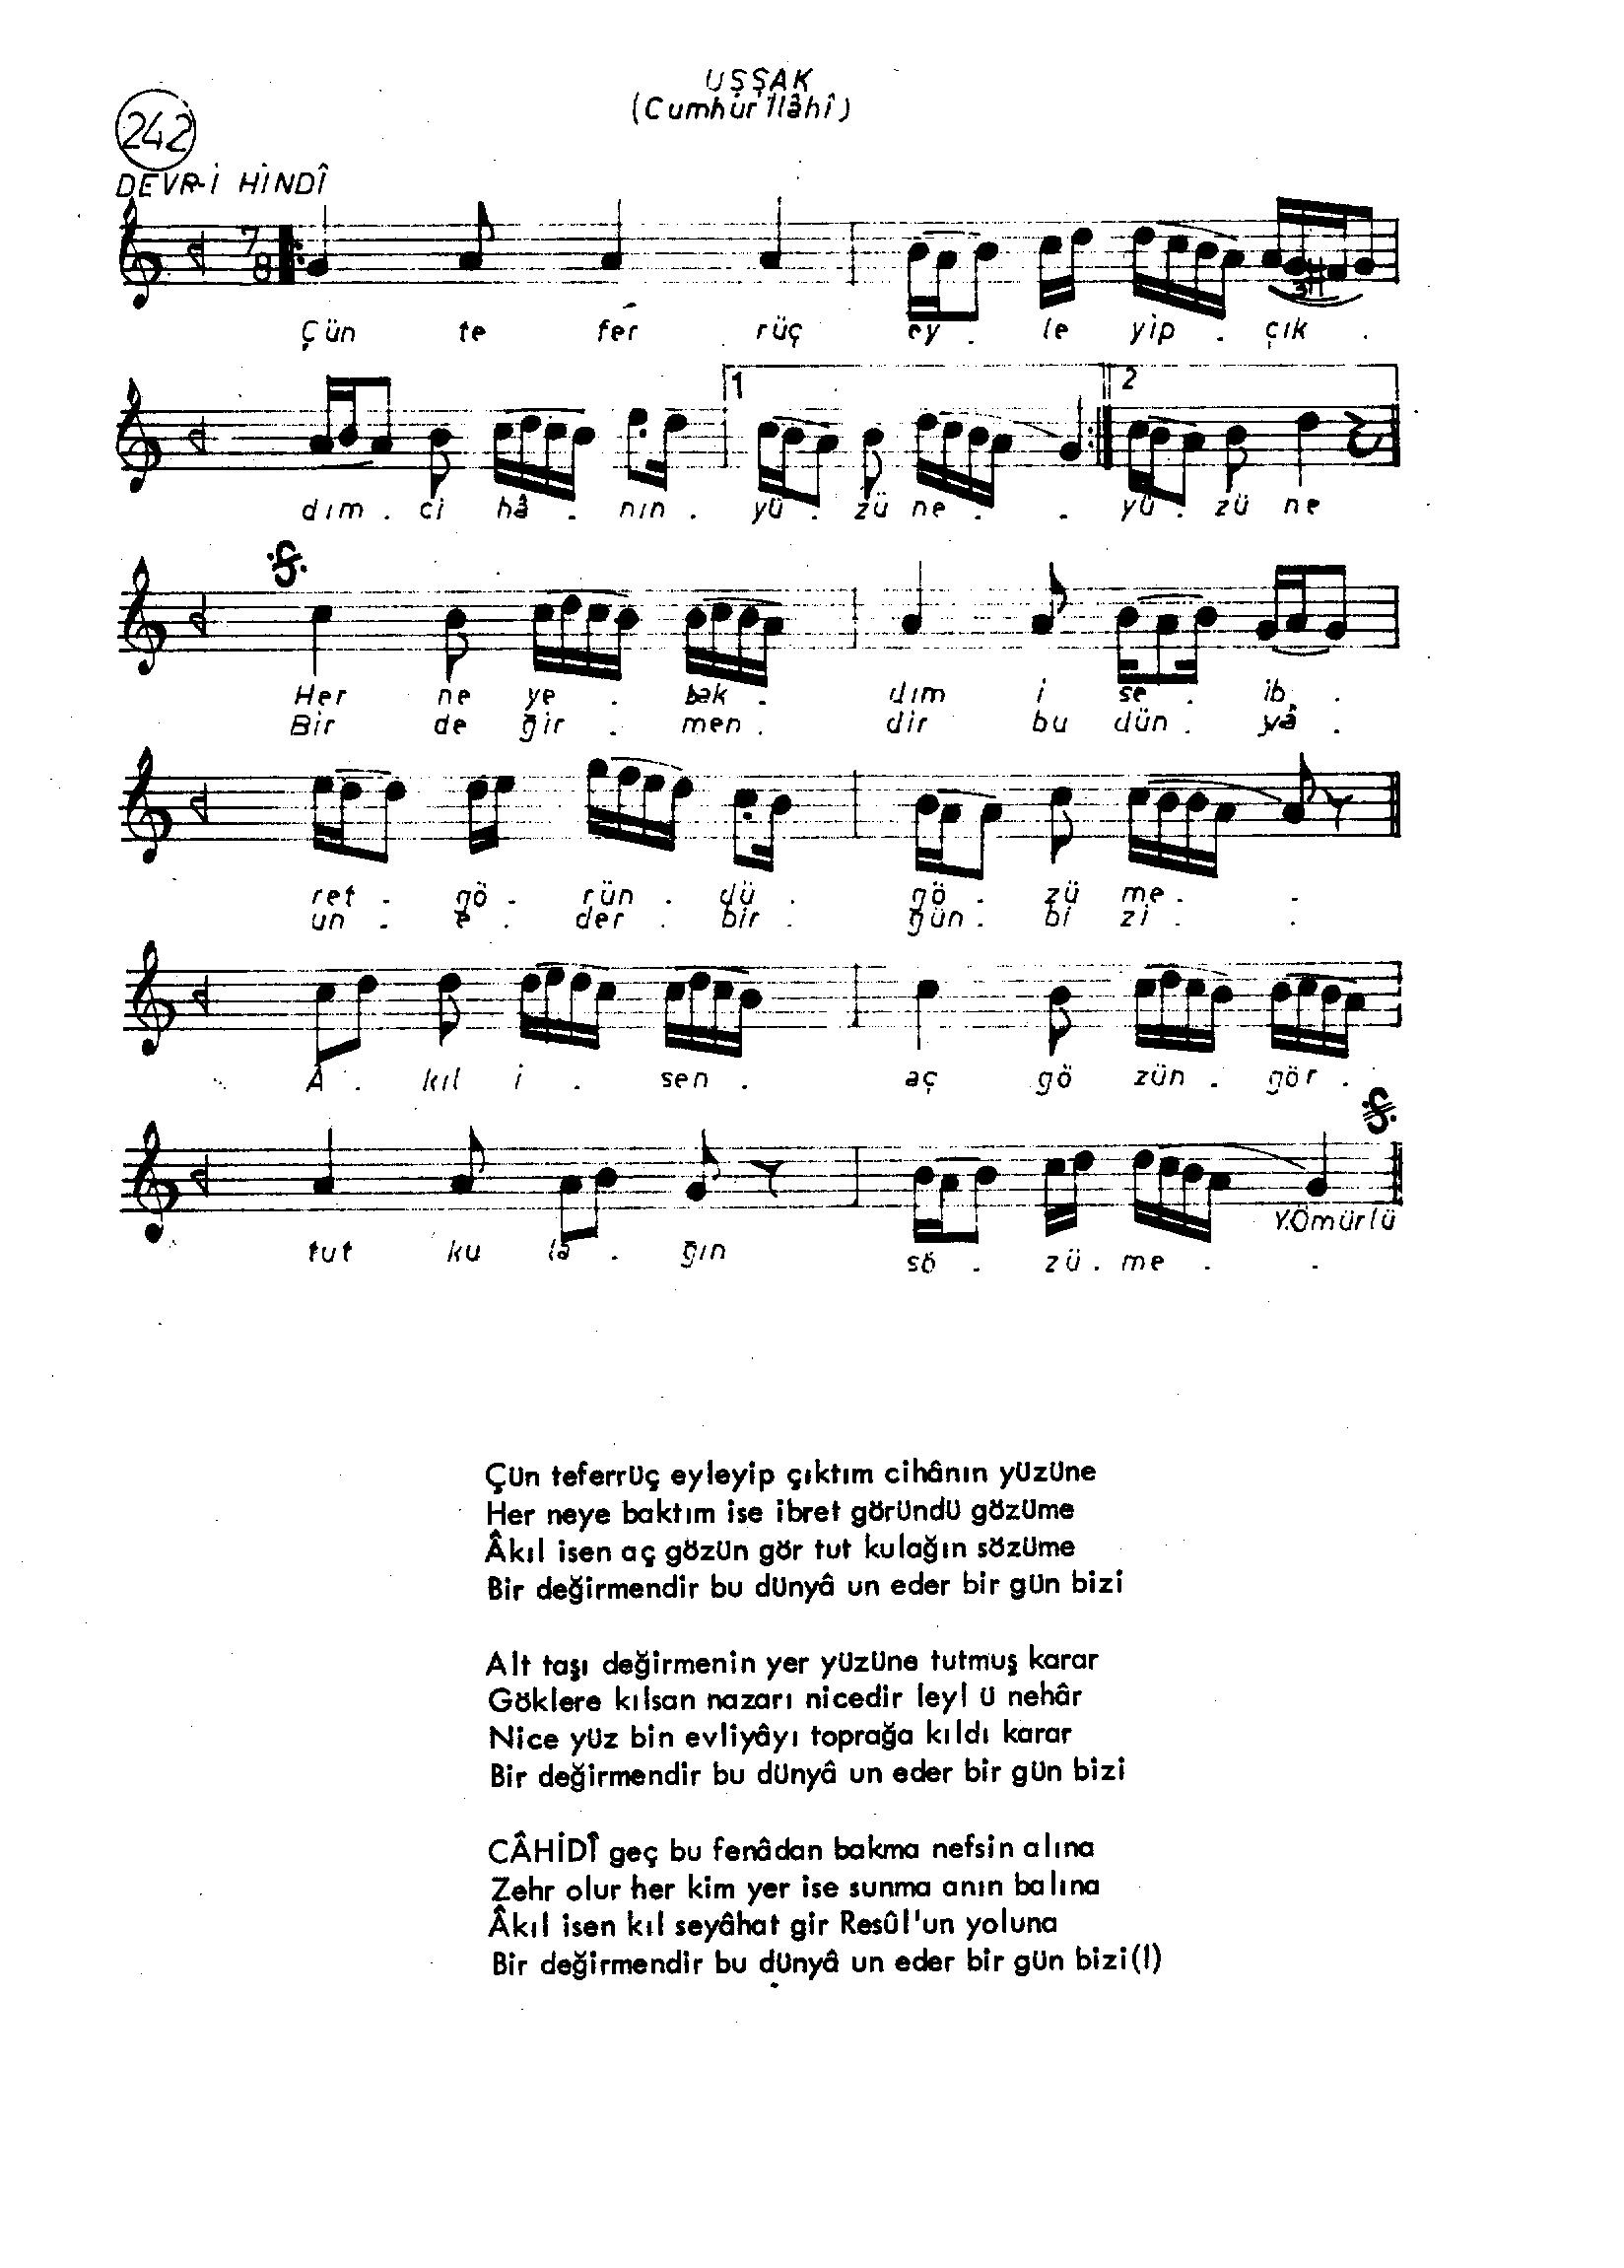 UŞŞAK
(Cumhûr İlâhî)
242
DEVR-İ HİNDÎ
7
8
Çün te fer rüç ey . le yip . çık .
3
1
2
dım . ci hâ . nın . yü . zü ne . . yü . zü ne
Her ne ye . bak . dım i se . ib .
Bir de ğir . men . dir bu dün . yâ .
ret . gö . rün . dü . gö . zü me . .
un . e . der . bir . gün . bi zi . .
Â . kıl i . sen . aç gö zün . gör .
Y.Ömürlü
tut ku la . ğın sö . zü . me . .
Çün teferrüç eyleyip çıktım cihânın yüzüne
Her neye baktım ise ibret göründü gözüme
Âkıl isen aç gözün gör tut kulağın sözüme
Bir değirmendir bu dünyâ un eder bir gün bizi
Alt taşı değirmenin yer yüzüne tutmuş karar
Göklere kılsan nazarı nicedir leyl ü nehâr
Nice yüz bin evliyâyı toprağa kıldı karar
Bir değirmendir bu dünyâ un eder bir gün bizi
CÂHİDÎ geç bu fenâdan bakma nefsin alına
Zehr olur her kim yer ise sunma anın balına
Âkıl isen kıl seyâhat gir Resûl'un yoluna
Bir değirmendir bu dünyâ un eder bir gün bizi(!)